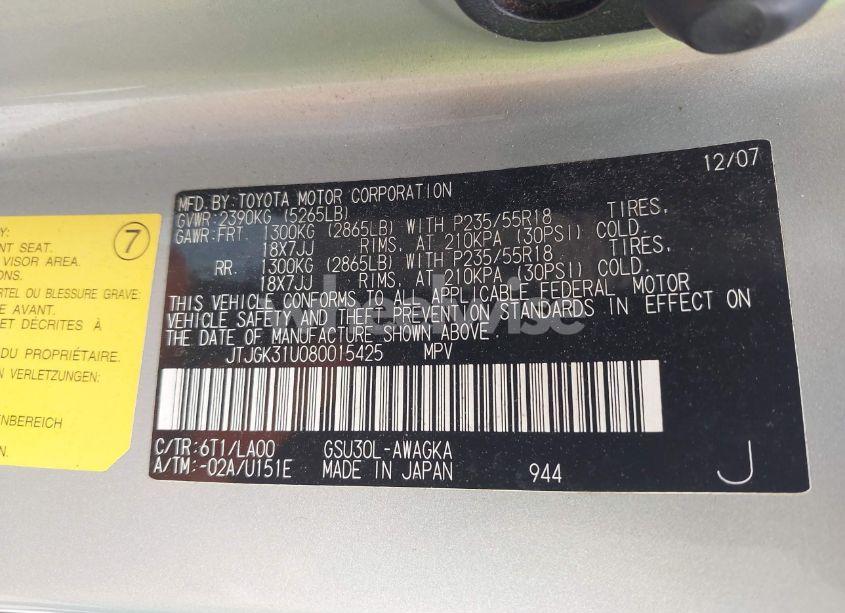 Y:
NT SEAT.
VISOR AREA.
ONS.
RTEL OU BLESSURE GRAVE:
E AVANT.
ET DÉCRITES À
PROPRIÉTAIRE.
N VERLETZUNGEN.
NBEREICH
7
12/07
MFD. BY: TOYOTA MOTOR CORPORATION
GVWR: 2390KG (5265LB)
GAWR: FRT. 1300KG (2865LB) WITH P235/55R18 TIRES,
18X7JJ RIMS, AT 210KPA (30PSI) COLD.
RR. 1300KG (2865LB) WITH P235/55R18 TIRES,
18X7JJ RIMS, AT 210KPA (30PSI) COLD.
THIS VEHICLE CONFORMS TO ALL APPLICABLE FEDERAL MOTOR
VEHICLE SAFETY AND THEFT PREVENTION STANDARDS IN EFFECT ON
THE DATE OF MANUFACTURE SHOWN ABOVE.
JTJGK31U080015425 MPV
C/TR: 6T1/LA00 GSU30L-AWAGKA
A/TM: -02A/U151E MADE IN JAPAN 944 J
wheelwise